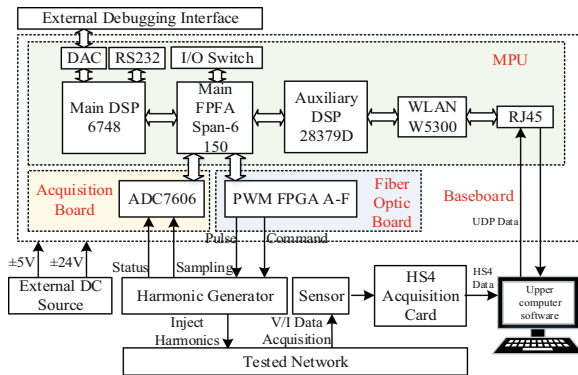 External Debugging Interface
DAC
RS232
I/O Switch
MPU
Main DSP
6748
Main
FPFA
Span-6
150
Auxiliary
DSP
28379D
WLAN
W5300
RJ45
Acquisition
Board
ADC7606
PWM FPGA A-F
Fiber
Optic
Board
Baseboard
UDP Data
±5V
±24V
Status
Sampling
Pulse
Command
External DC
Source
Harmonic Generator
Sensor
HS4
Acquisition
Card
HS4
Data
Upper
computer
software
Inject
Harmonics
V/I Data
Acquisition
Tested Network